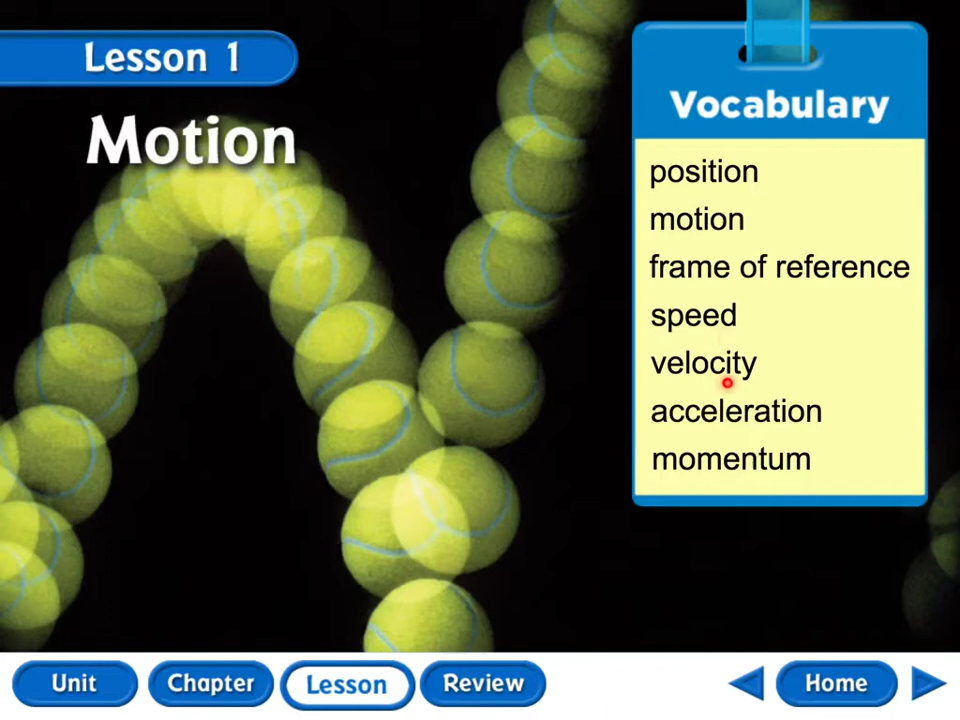 Lesson 1
Motion
Vocabulary
position
motion
frame of reference
speed
velocity
acceleration
momentum
Unit
Chapter
Lesson
Review
Home